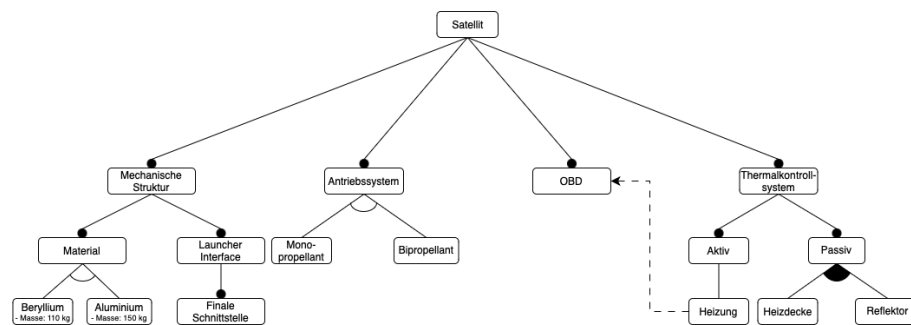 Satellit
Mechanische
Struktur
Antriebssystem
OBD
Thermalkontroll-
system
Material
Launcher
Interface
Mono-
propellant
Bipropellant
Aktiv
Passiv
Beryllium
- Masse: 110 kg
Aluminium
- Masse: 150 kg
Finale
Schnittstelle
Heizung
Heizdecke
Reflektor